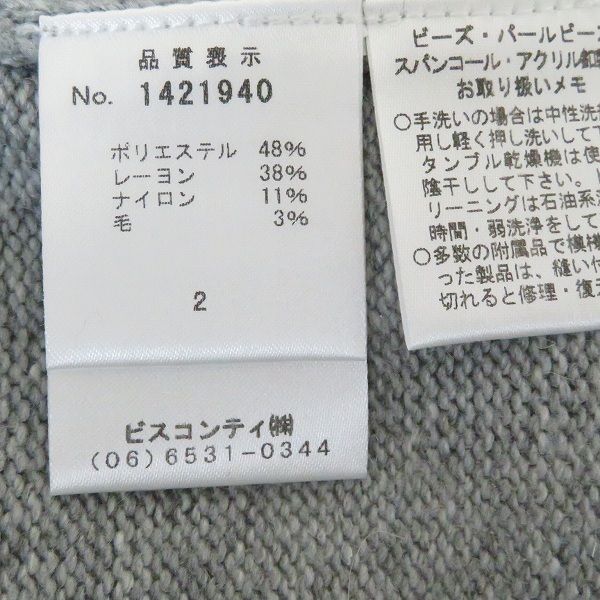 品質表示
No. 1421940
ポリエステル 48%
レーヨン 38%
ナイロン 11%
毛 3%
2
ビスコンティ㈱
(06)6531-0344
ビーズ・パールビーズ
スパンコール・アクリル
お取り扱いメモ
○手洗いの場合は中性洗
用し軽く押し洗いして下
タンブル乾燥機は使
陰干しして下さい。
リーニングは石油系
時間・弱洗浄をして
○多数の附属品で模様
った製品は、縫い付
切れると修理・復